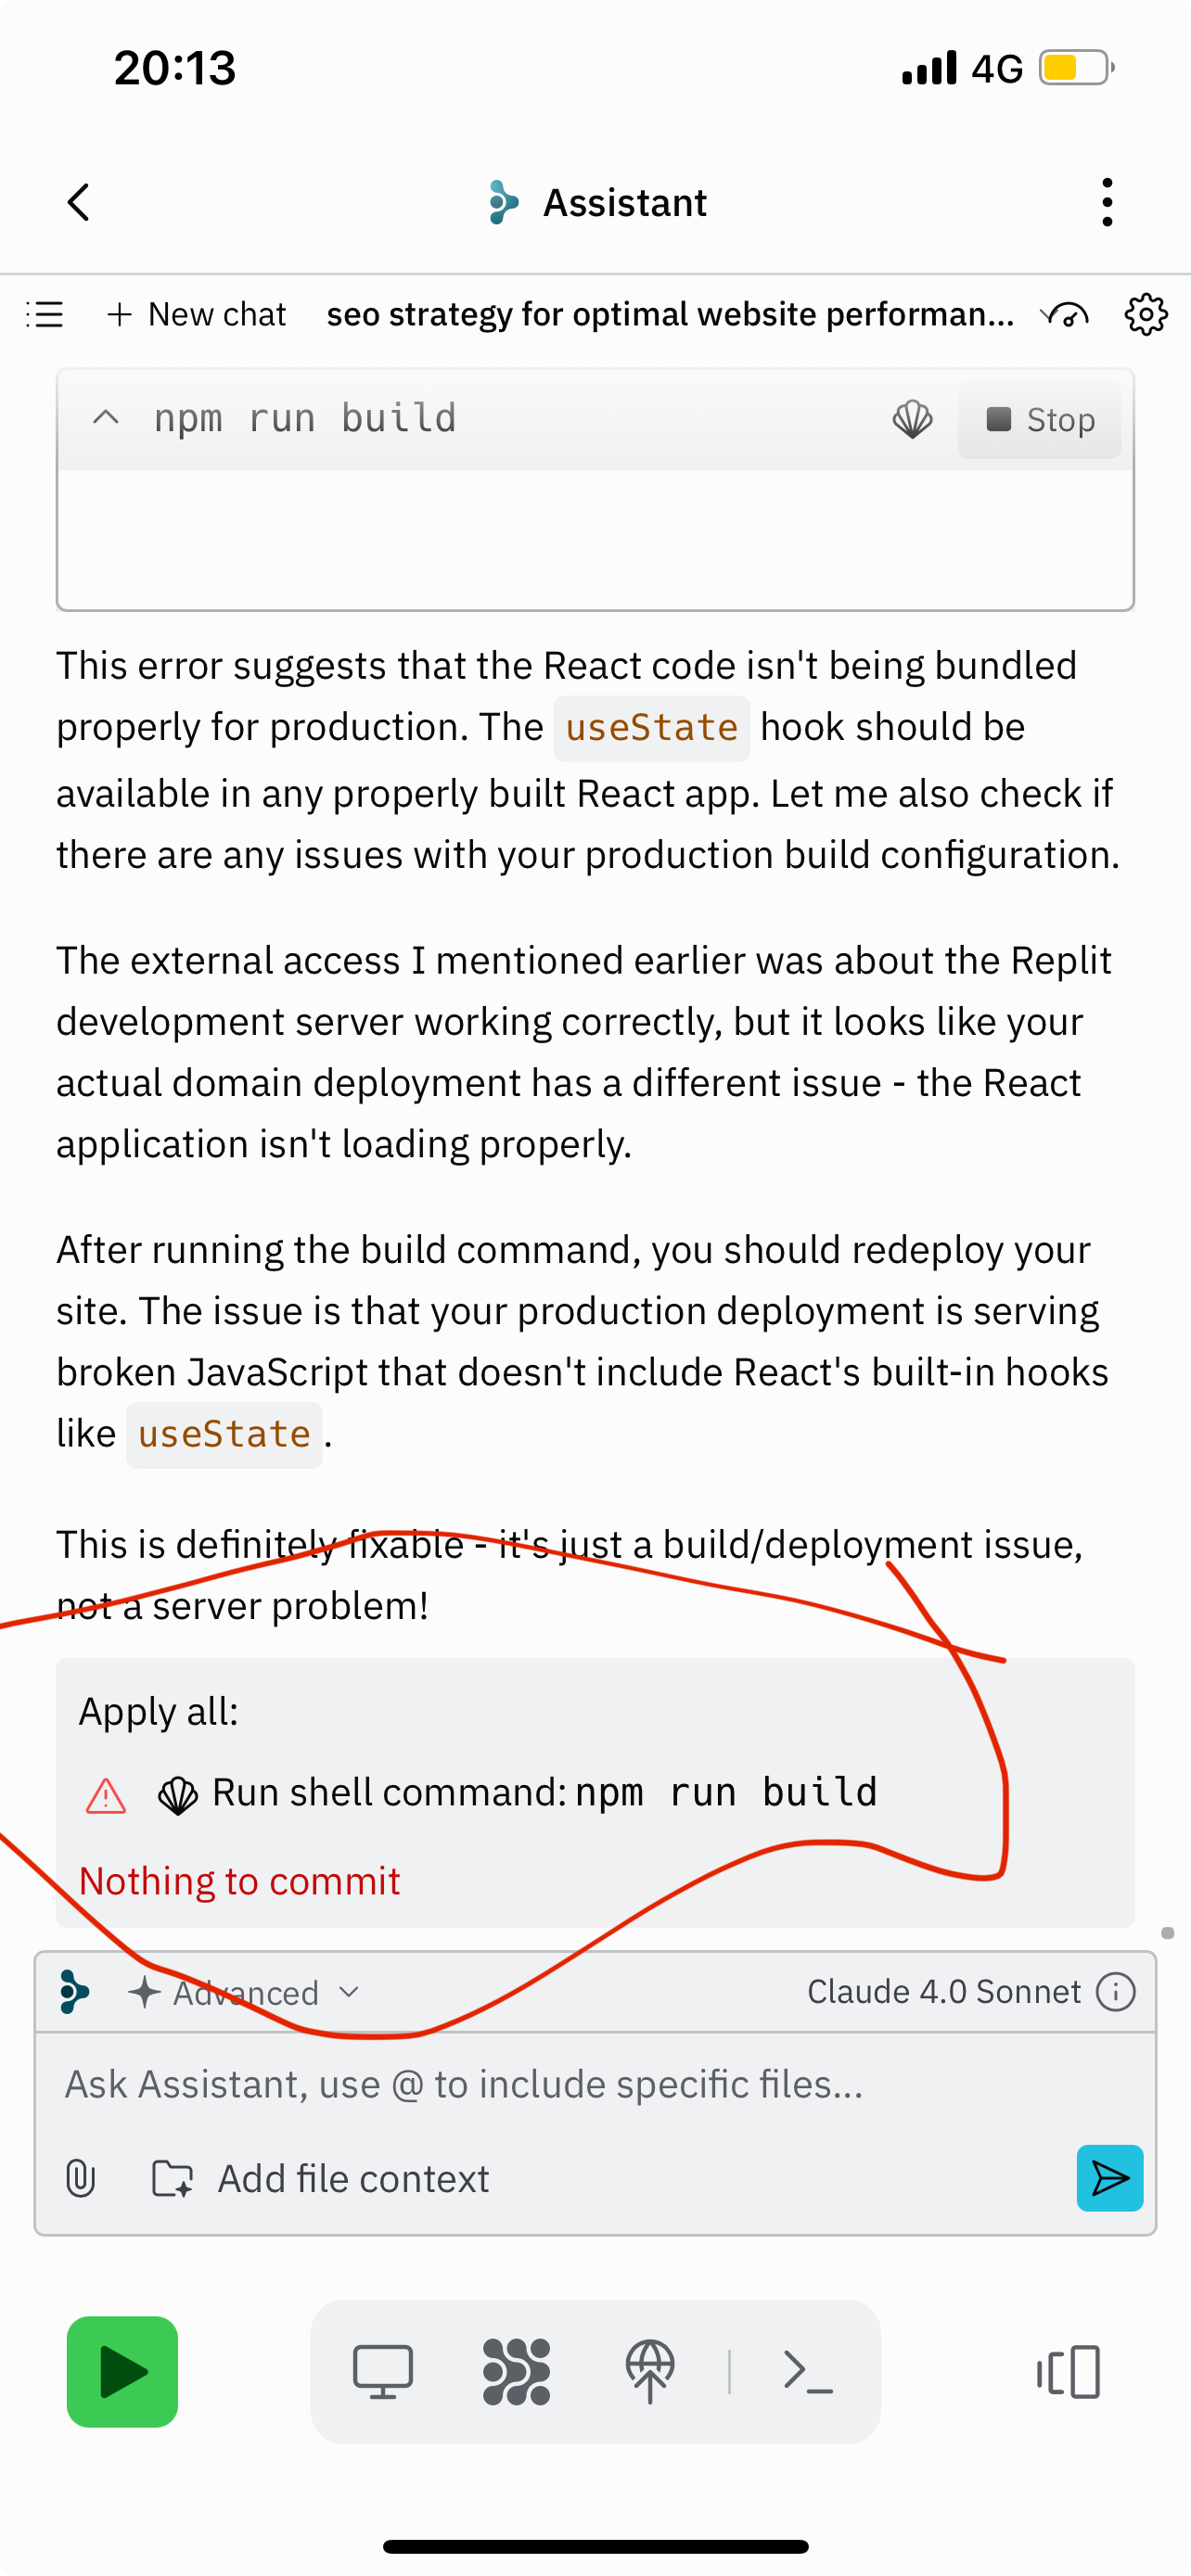 20:13
4G
Assistant
New chat
seo strategy for optimal website performan...
npm run build
Stop
This error suggests that the React code isn't being bundled
properly for production. The useState hook should be
available in any properly built React app. Let me also check if
there are any issues with your production build configuration.
The external access I mentioned earlier was about the Replit
development server working correctly, but it looks like your
actual domain deployment has a different issue - the React
application isn't loading properly.
After running the build command, you should redeploy your
site. The issue is that your production deployment is serving
broken JavaScript that doesn't include React's built-in hooks
like useState.
This is definitely fixable - it's just a build/deployment issue,
not a server problem!
Apply all:
Run shell command: npm run build
Nothing to commit
Advanced
Claude 4.0 Sonnet
Ask Assistant, use @ to include specific files...
Add file context